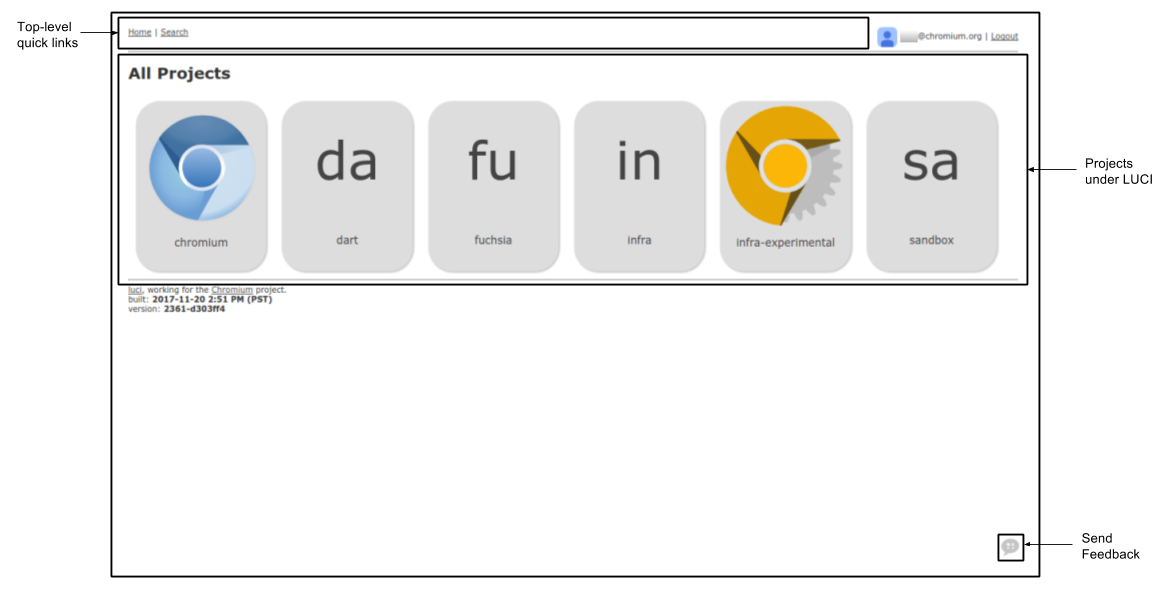 Top-level
quick links
Home | Search
@chromium.org | Logout
All Projects
da
fu
in
sa
chromium
dart
fuchsia
infra
infra-experimental
sandbox
Projects
under LUCI
luci, working for the Chromium project.
built: 2017-11-20 2:51 PM (PST)
version: 2361-d303ff4
?!
Send
Feedback